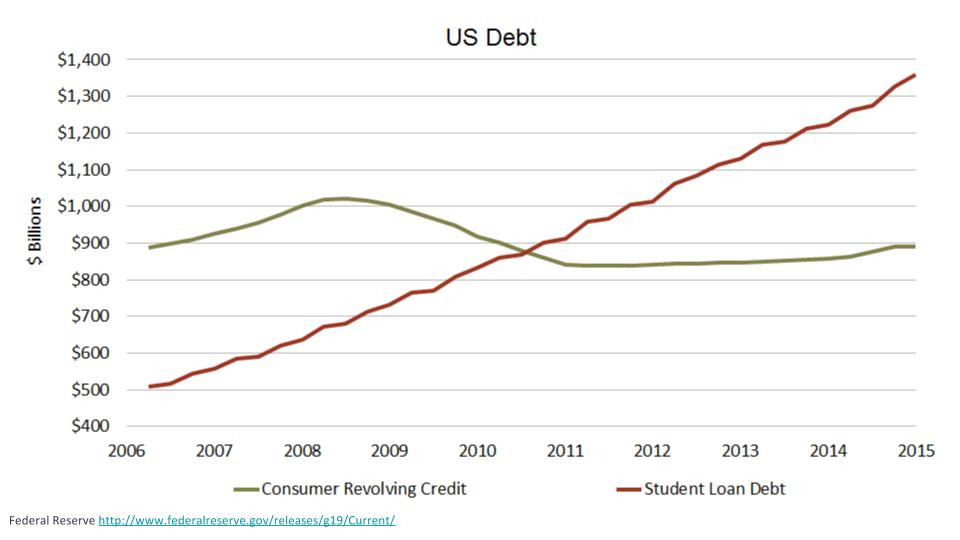 US Debt
$1,400
$1,300
$1,200
$1,100
$1,000
$900
$800
$700
$600
$500
$400
$ Billions
2006 2007 2008 2009 2010 2011 2012 2013 2014 2015
Consumer Revolving Credit Student Loan Debt
Federal Reserve http://www.federalreserve.gov/releases/g19/Current/